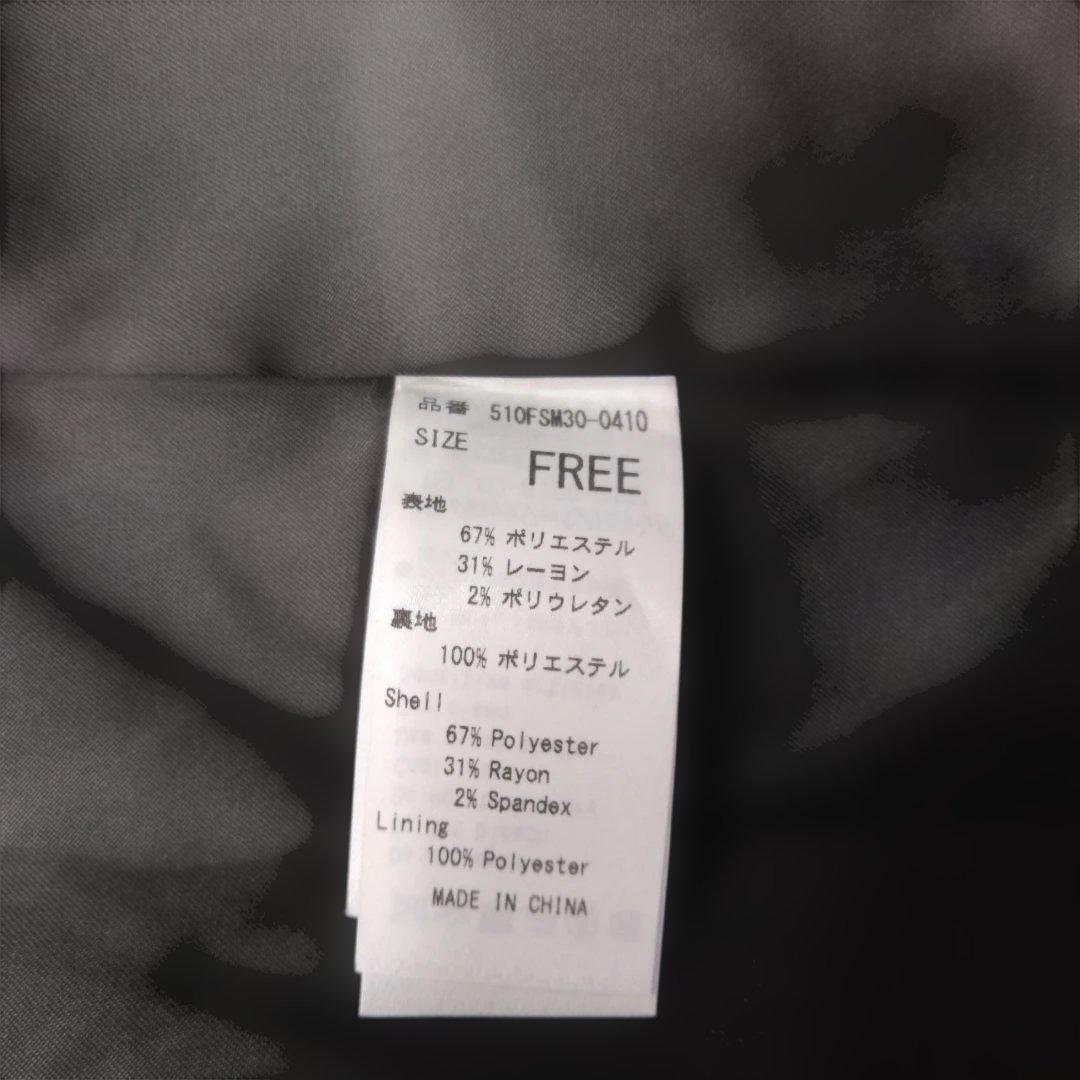 品番 510FSM30-0410
SIZE FREE
表地
67% ポリエステル
31% レーヨン
2% ポリウレタン
裏地
100% ポリエステル
Shell
67% Polyester
31% Rayon
2% Spandex
Lining
100% Polyester
MADE IN CHINA